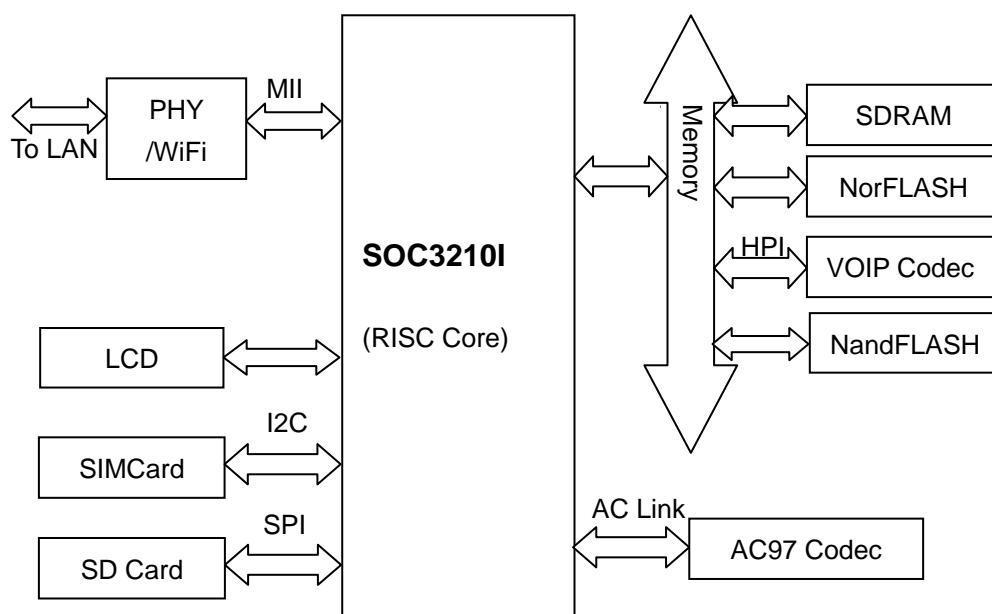 MII
PHY
/WiFi
To LAN
SOC3210I
(RISC Core)
LCD
I2C
SIMCard
SPI
SD Card
Memory
SDRAM
NorFLASH
HPI
VOIP Codec
NandFLASH
AC Link
AC97 Codec